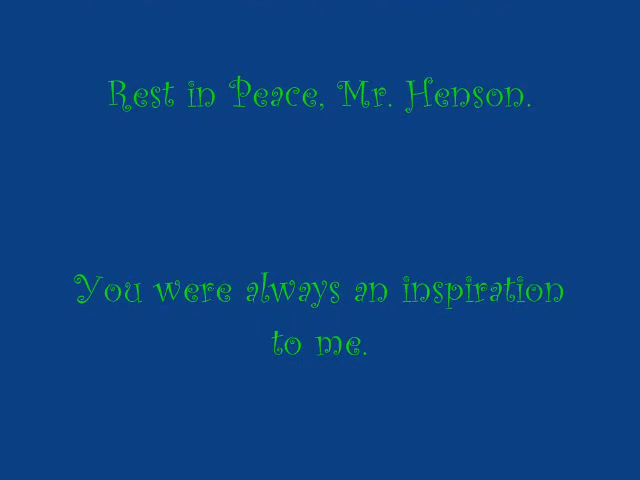 Rest in Peace, Mr. Henson.
You were always an inspiration
to me.